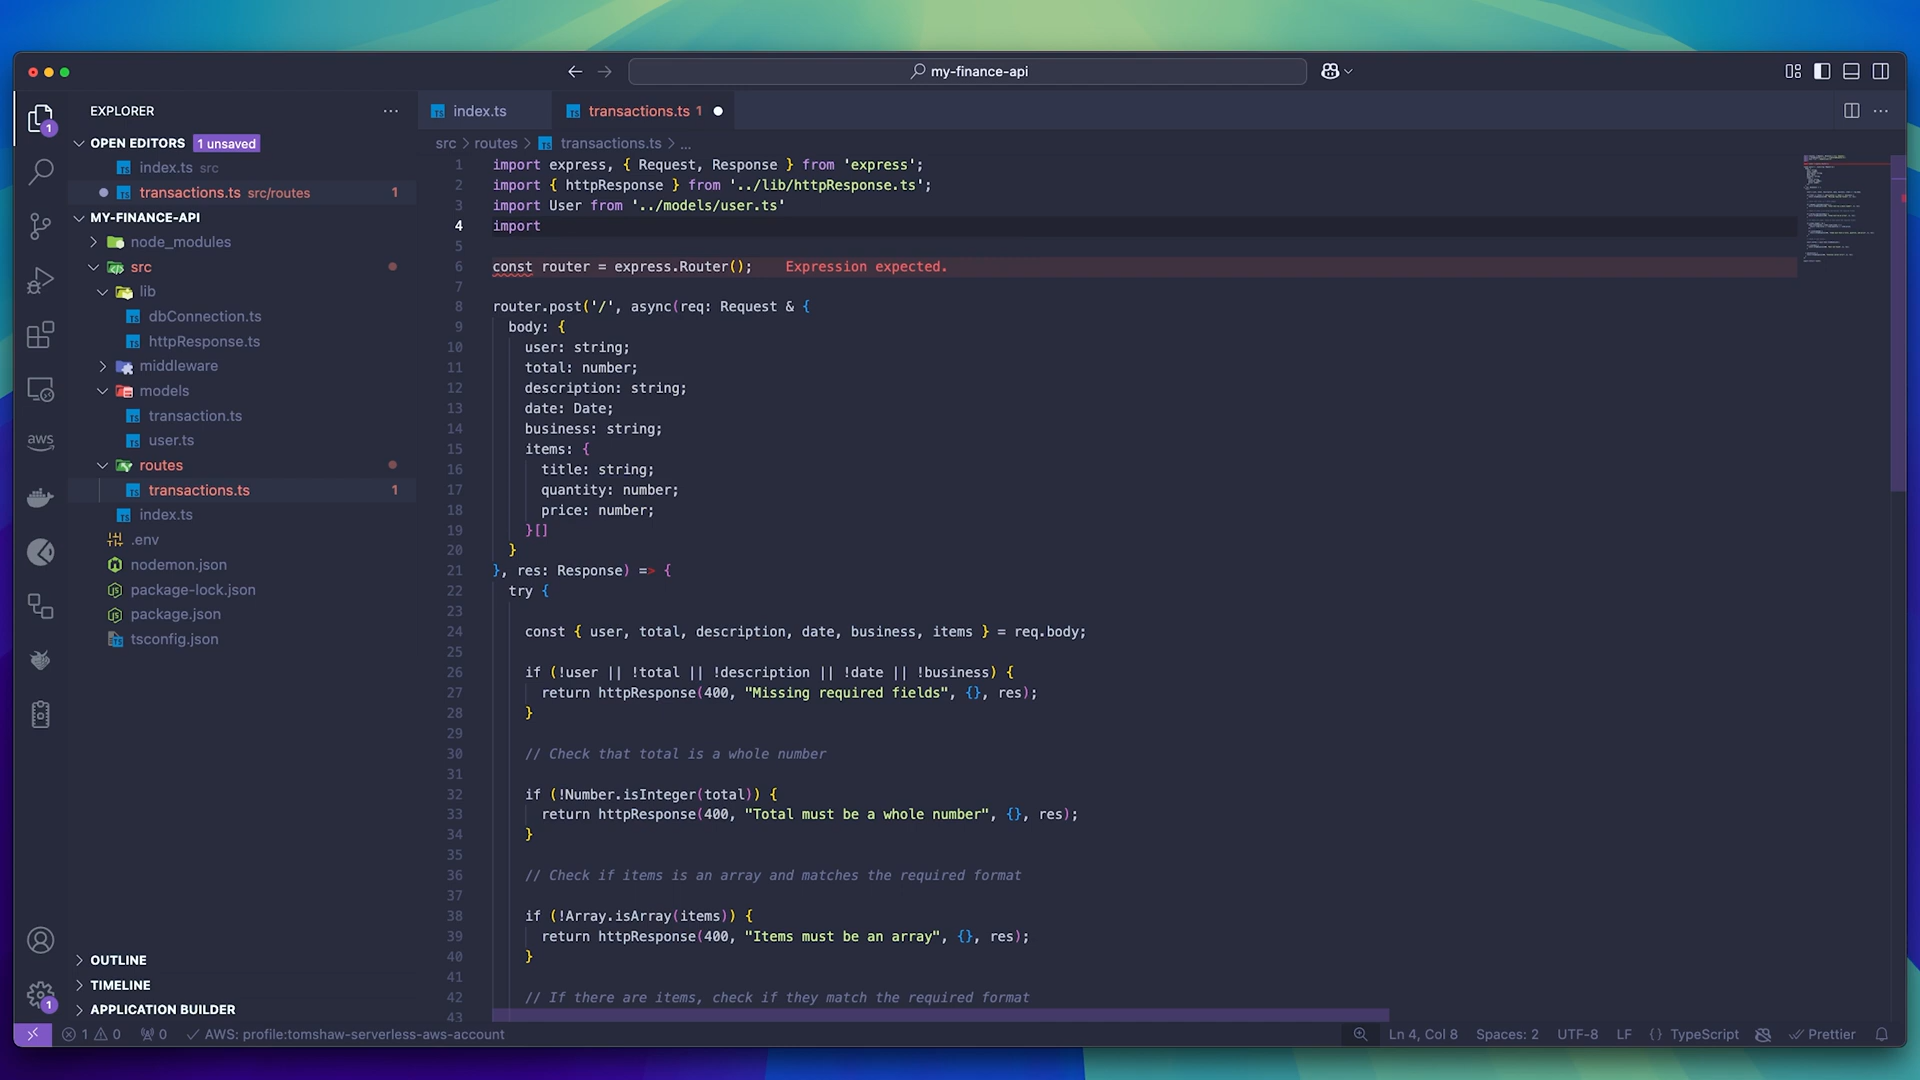 my-finance-api
EXPLORER
OPEN EDITORS 1 unsaved
index.ts src
transactions.ts src/routes 1
MY-FINANCE-API
node_modules
src
lib
dbConnection.ts
httpResponse.ts
middleware
models
transaction.ts
user.ts
routes
transactions.ts 1
index.ts
.env
nodemon.json
package-lock.json
package.json
tsconfig.json
OUTLINE
TIMELINE
APPLICATION BUILDER
1
aws
1
index.ts
transactions.ts 1
src > routes > transactions.ts > ...
1 import express, { Request, Response } from 'express';
2 import { httpResponse } from '../lib/httpResponse.ts';
3 import User from '../models/user.ts'
4 import
5
6 const router = express.Router(); Expression expected.
7
8 router.post('/', async(req: Request & {
9 body: {
10 user: string;
11 total: number;
12 description: string;
13 date: Date;
14 business: string;
15 items: {
16 title: string;
17 quantity: number;
18 price: number;
19 }[]
20 }
21 }, res: Response) => {
22 try {
23
24 const { user, total, description, date, business, items } = req.body;
25
26 if (!user || !total || !description || !date || !business) {
27 return httpResponse(400, "Missing required fields", {}, res);
28 }
29
30 // Check that total is a whole number
31
32 if (!Number.isInteger(total)) {
33 return httpResponse(400, "Total must be a whole number", {}, res);
34 }
35
36 // Check if items is an array and matches the required format
37
38 if (!Array.isArray(items)) {
39 return httpResponse(400, "Items must be an array", {}, res);
40 }
41
42 // If there are items, check if they match the required format
43
1 0 0 AWS: profile:tomshaw-serverless-aws-account Ln 4, Col 8 Spaces: 2 UTF-8 LF {} TypeScript Prettier